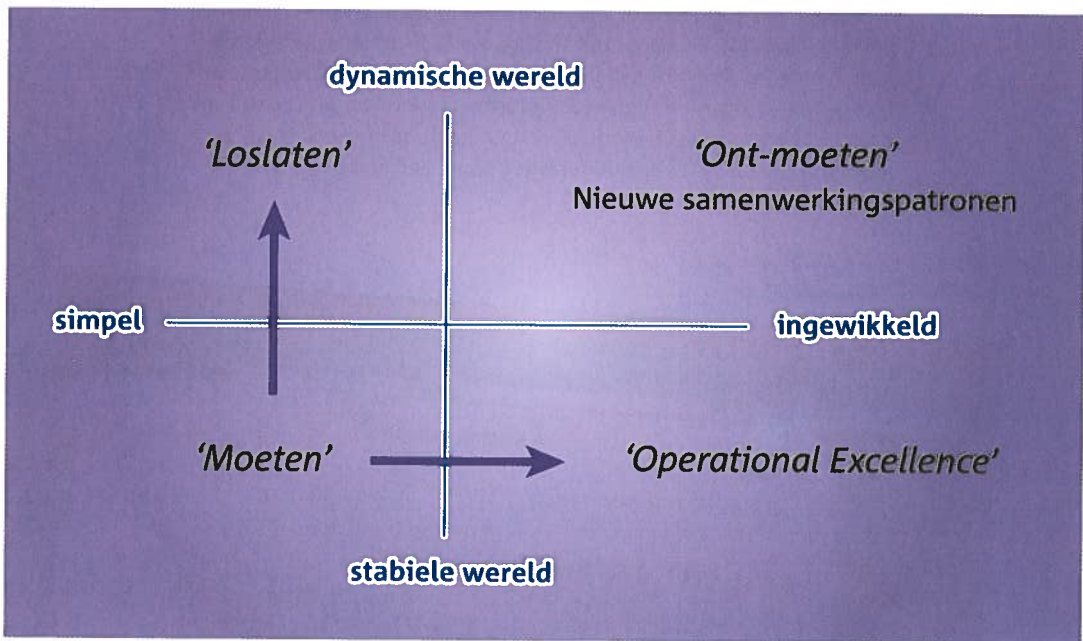 dynamische wereld
‘Loslaten’
‘Ont-moeten’
Nieuwe samenwerkingspatronen
simpel
ingewikkeld
‘Moeten’
‘Operational Excellence’
stabiele wereld